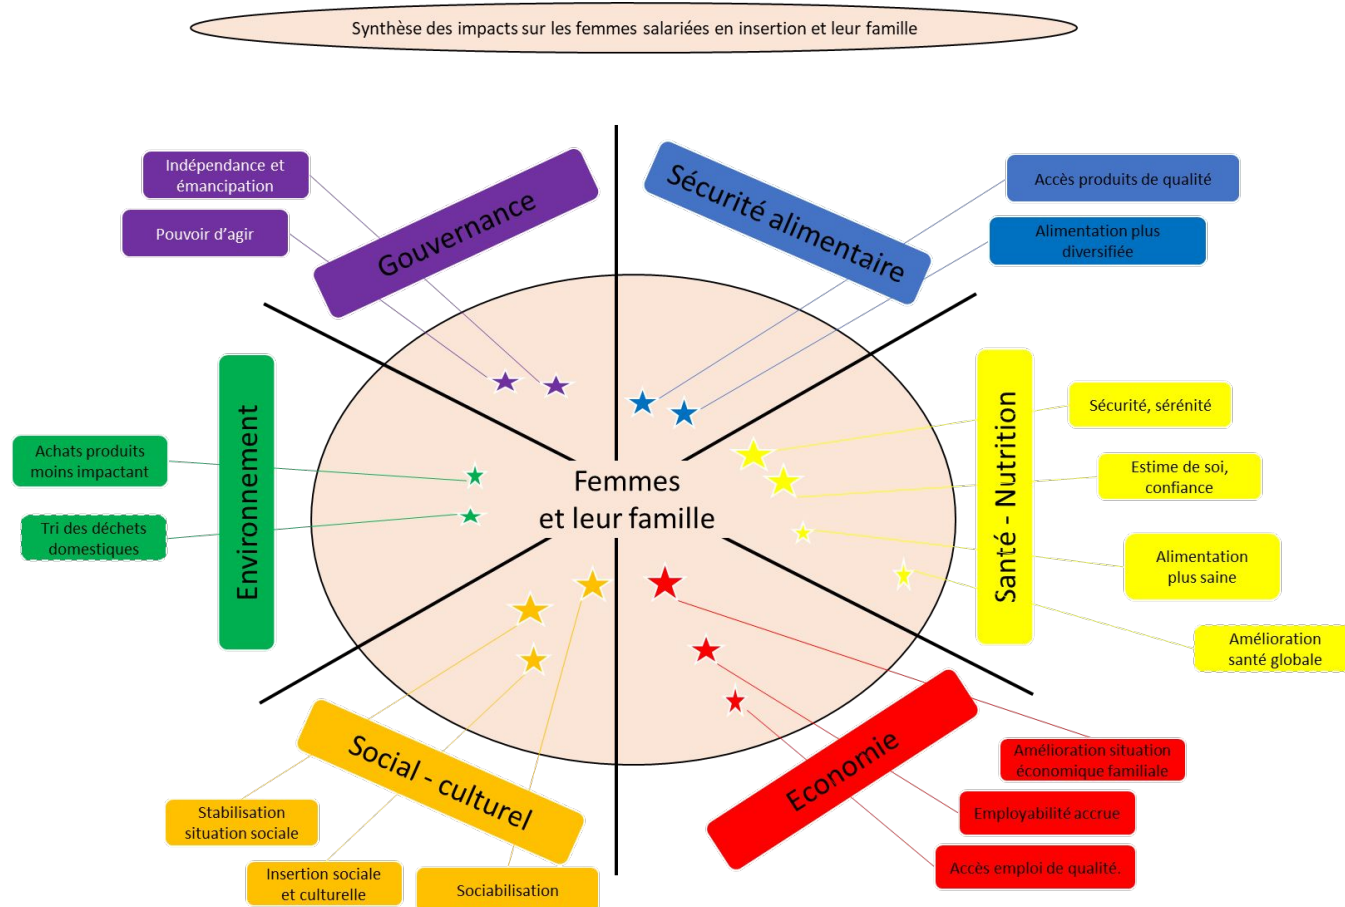 Synthèse des impacts sur les femmes salariées en insertion et leur famille
Indépendance et
émancipation
Pouvoir d’agir
Gouvernance
Sécurité alimentaire
Accès produits de qualité
Alimentation plus
diversifiée
Environnement
Achats produits
moins impactant
Tri des déchets
domestiques
Femmes
et leur famille
Santé - Nutrition
Sécurité, sérénité
Estime de soi,
confiance
Alimentation
plus saine
Amélioration
santé globale
Social - culturel
Stabilisation
situation sociale
Insertion sociale
et culturelle
Sociabilisation
Economie
Amélioration situation
économique familiale
Employabilité accrue
Accès emploi de qualité.